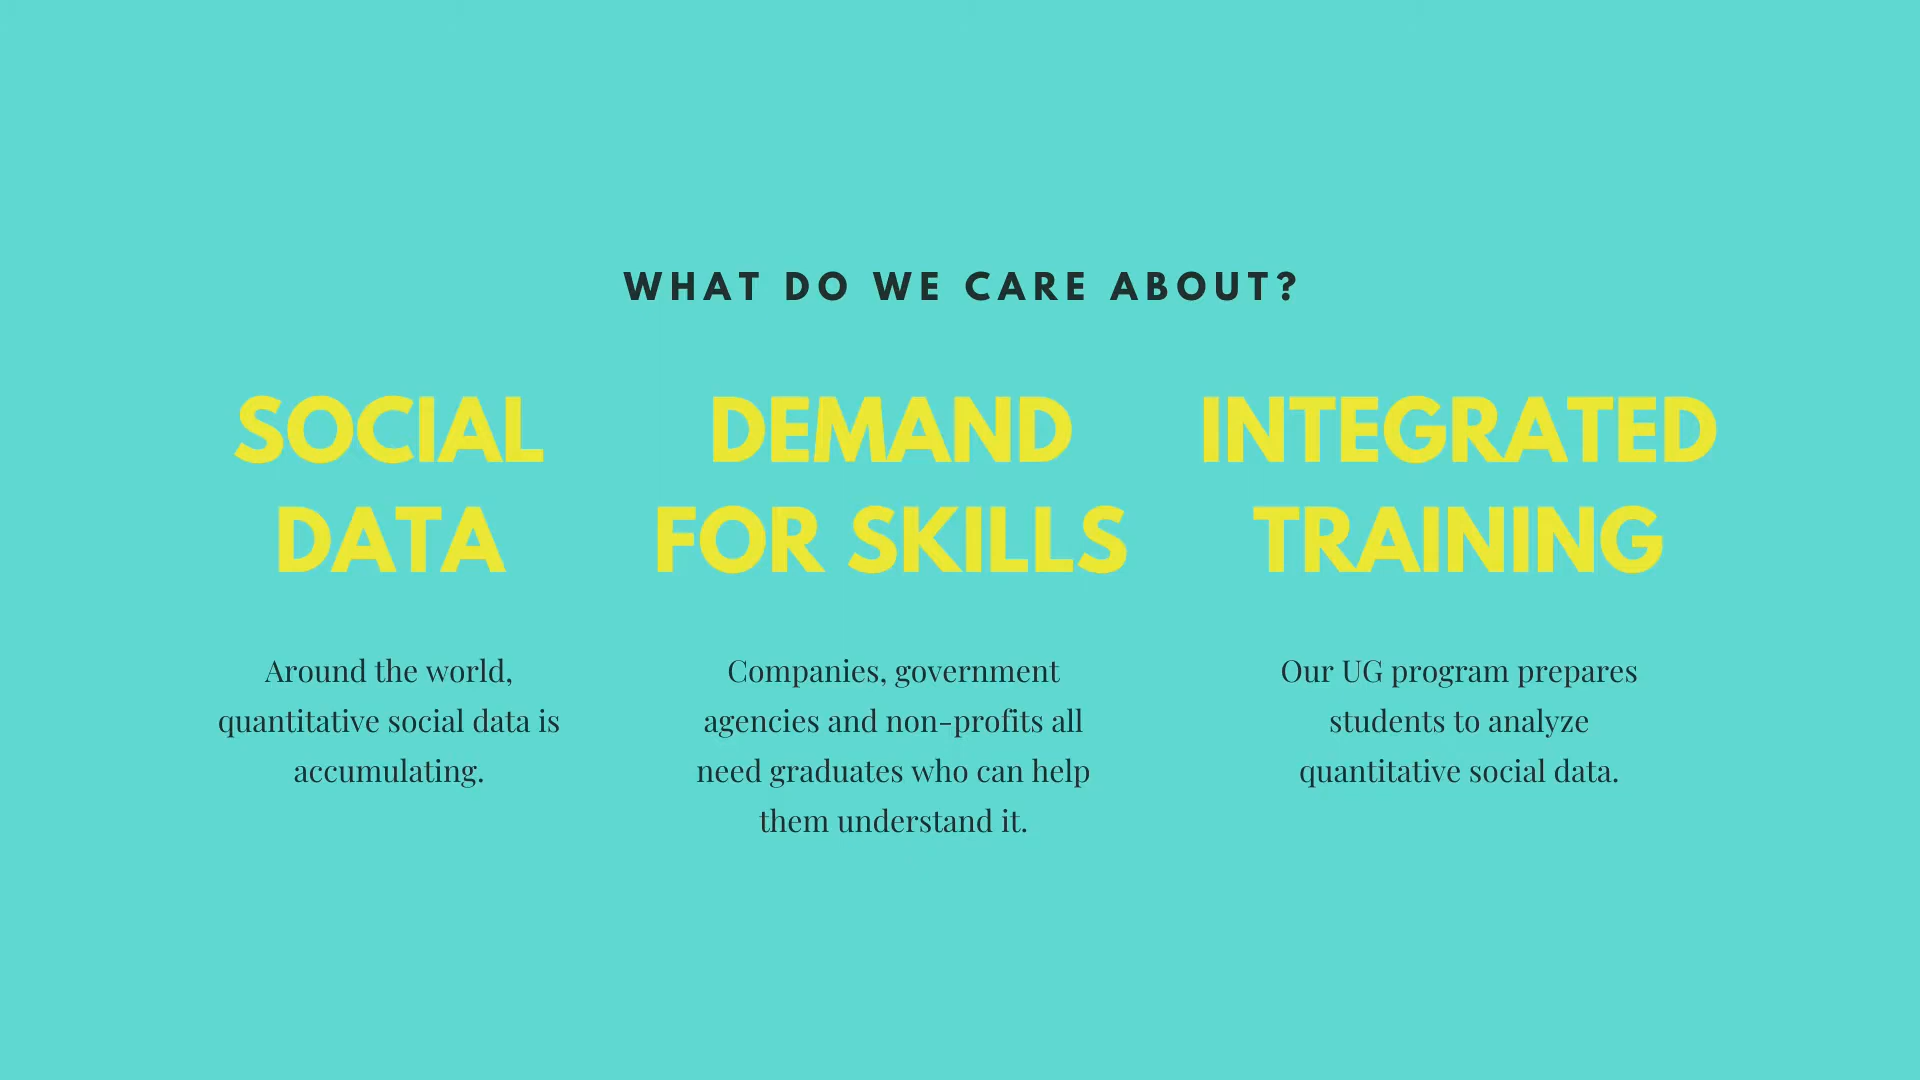 WHAT DO WE CARE ABOUT?
SOCIAL
DATA
Around the world,
quantitative social data is
accumulating.
DEMAND
FOR SKILLS
Companies, government
agencies and non-profits all
need graduates who can help
them understand it.
INTEGRATED
TRAINING
Our UG program prepares
students to analyze
quantitative social data.